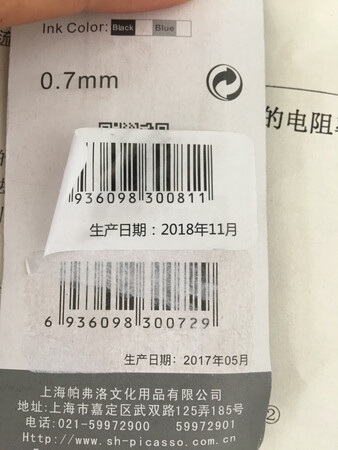 Ink Color: Black Blue
0.7mm
的电阻
936098 300811
生产日期：2018年11月
6 936098 300729
生产日期：2017年05月
上海帕弗洛文化用品有限公司
地址:上海市嘉定区武双路125弄185号
电话:021-59972900 59972901
Http://www.sh-picasso.com
②